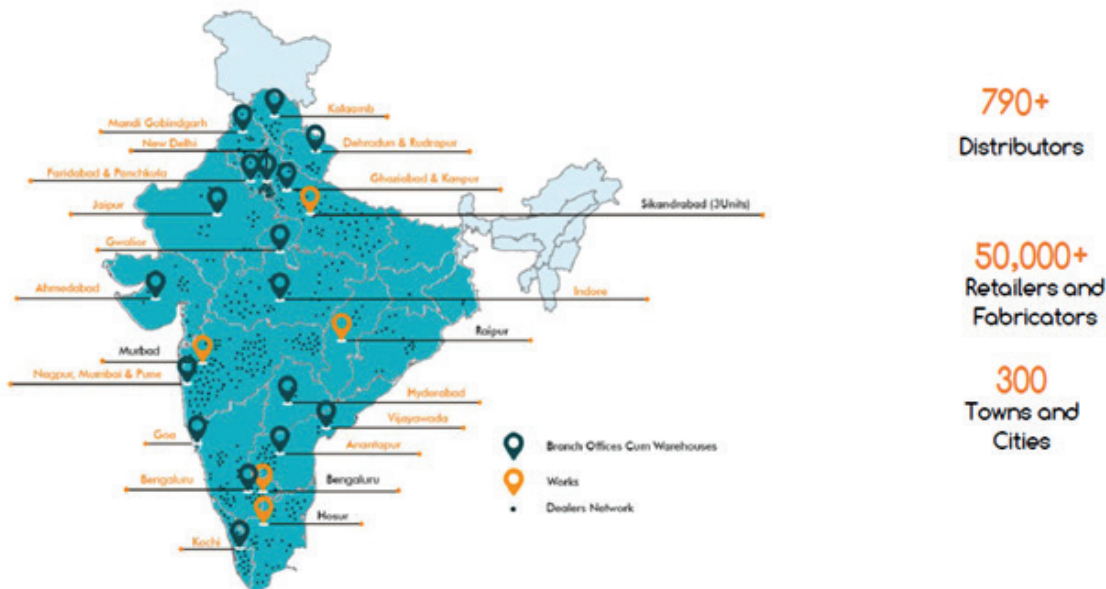 Kalaamb
Mandi Gobindgarh
New Delhi
Dehradun & Rudrapur
Faridabad & Panchkula
Ghaziabad & Kanpur
Jaipur
Sikandrabad (3Units)
Gwalior
Ahmedabad
Indore
Raipur
Murbad
Nagpur, Mumbai & Pune
Hyderabad
Vijayawada
Goa
Anantapur
Bengaluru
Bengaluru
Hosur
Kochi
Branch Offices Cum Warehouses
Works
Dealers Network
790+
Distributors
50,000+
Retailers and
Fabricators
300
Towns and
Cities